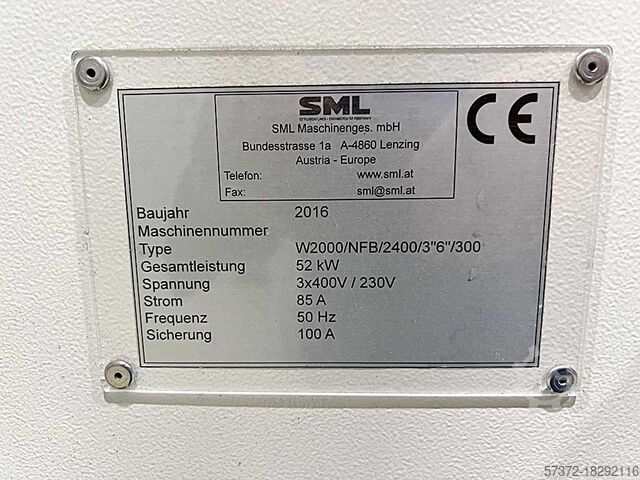 SML
SML Maschinenges. mbH
Bundesstrasse 1a A-4860 Lenzing
Austria - Europe
Telefon: www.sml.at
Fax: sml@sml.at
CE
Baujahr 2016
Maschinennummer
Type W2000/NFB/2400/3"6"/300
Gesamtleistung 52 kW
Spannung 3x400V / 230V
Strom 85 A
Frequenz 50 Hz
Sicherung 100 A
57372-18292116